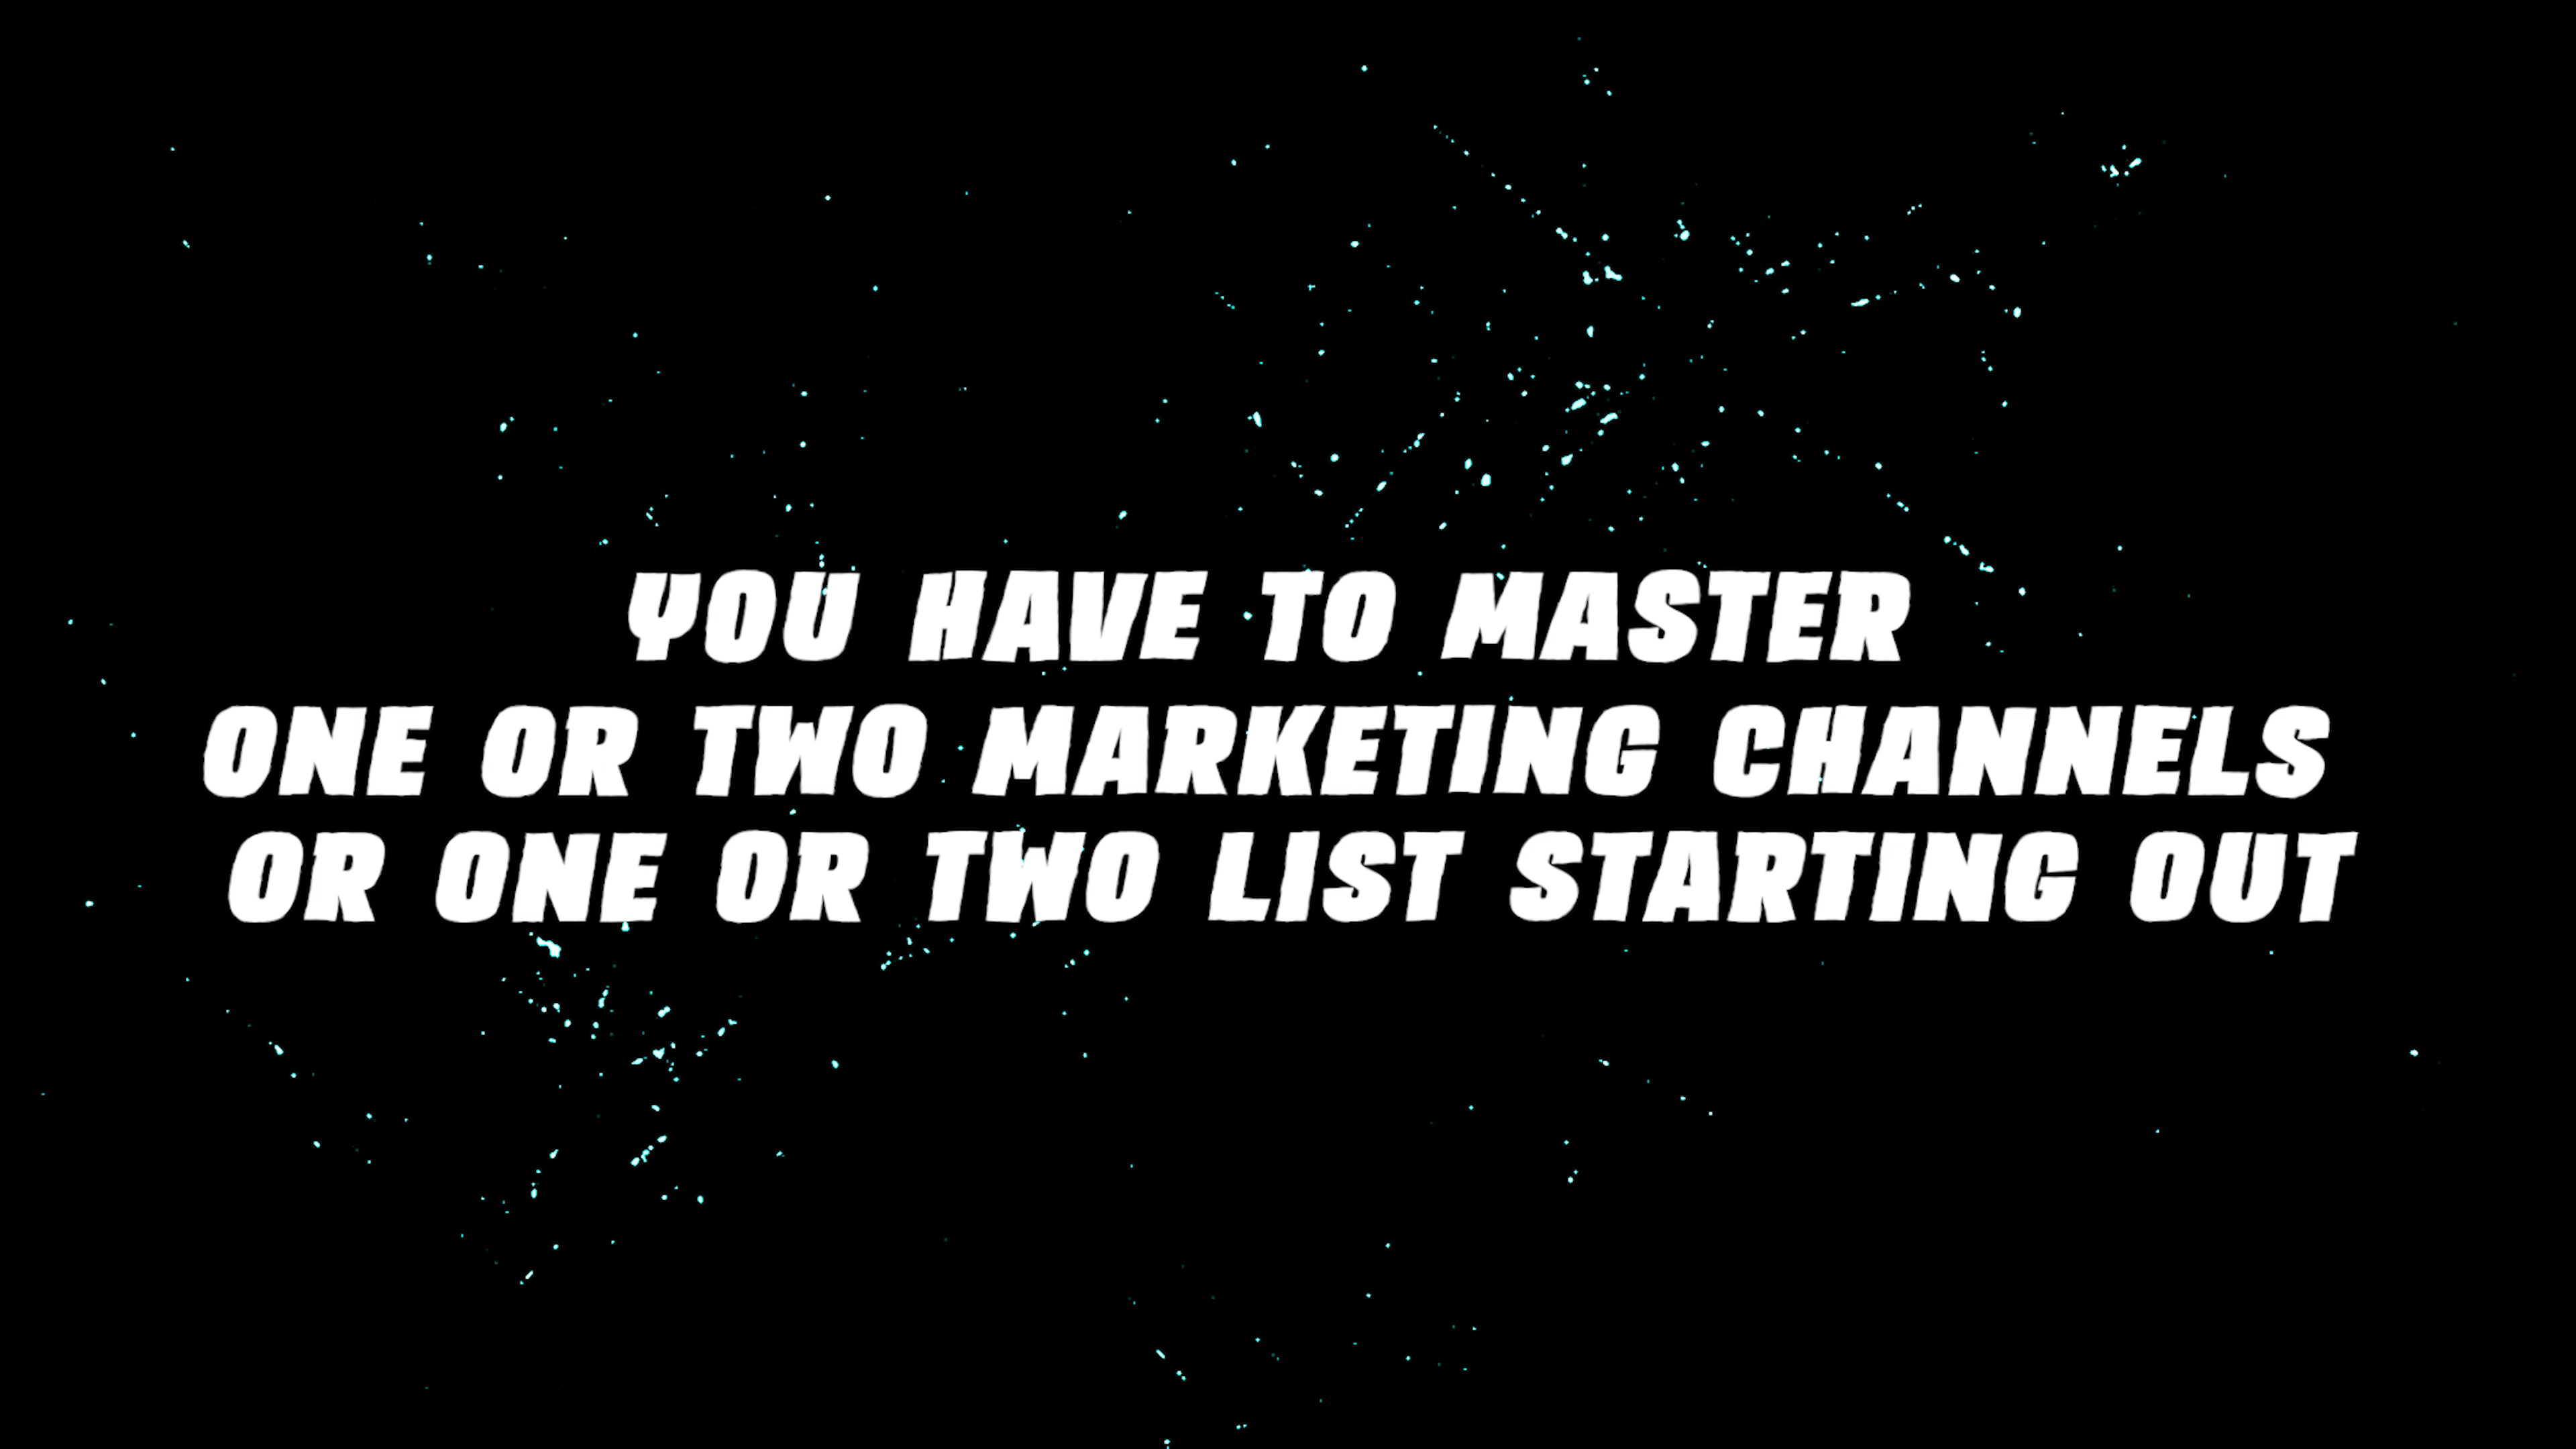 YOU HAVE TO MASTER
ONE OR TWO MARKETING CHANNELS
OR ONE OR TWO LIST STARTING OUT